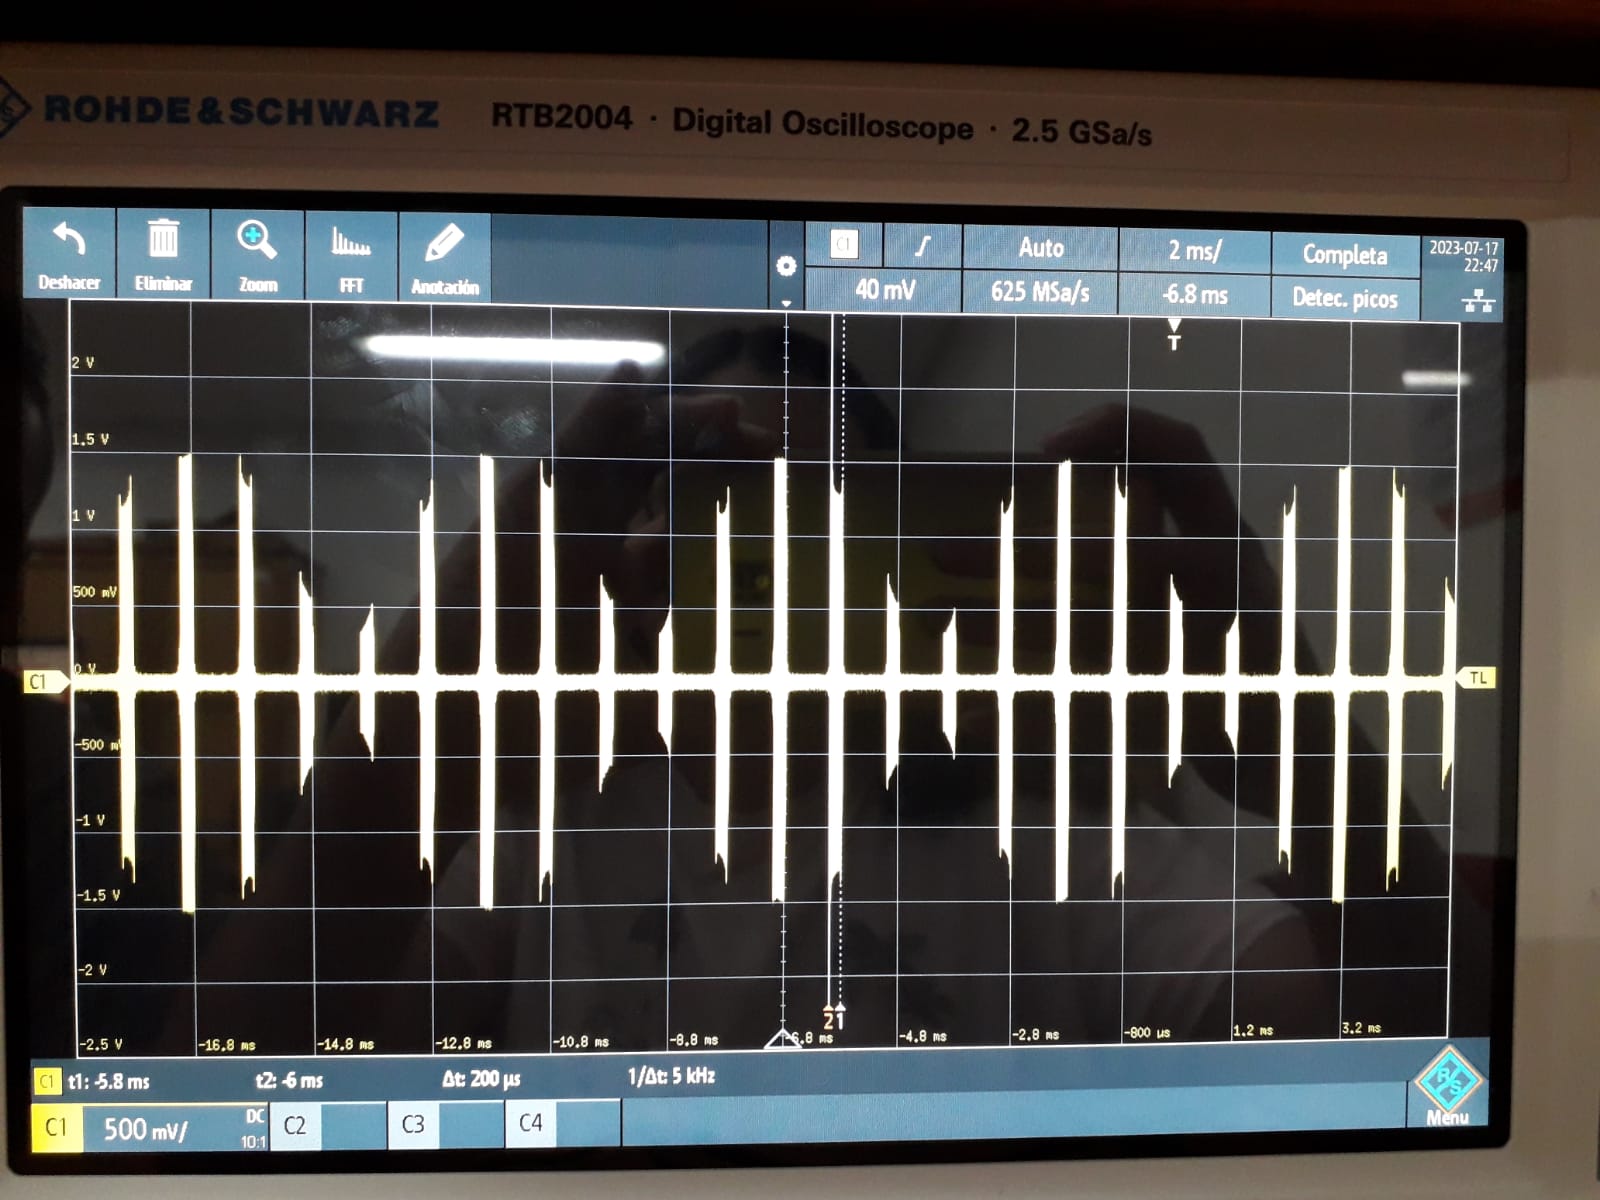 ROHDE&SCHWARZ RTB2004 · Digital Oscilloscope · 2.5 GSa/s
Deshacer Eliminar Zoom FFT Anotación
C1 Auto 2 ms/ Completa 2023-07-17
22:47
40 mV 625 MSa/s -6.8 ms Detec. picos
T
2 V
1.5 V
1 V
500 mV
0 V
C1 TL
-500 mV
-1 V
-1.5 V
-2 V
21
-2.5 V -16.8 ms -14.8 ms -12.8 ms -10.8 ms -8.8 ms -6.8 ms -4.8 ms -2.8 ms -800 µs 1.2 ms 3.2 ms
C1 t1: -5.8 ms t2: -6 ms Δt: 200 µs 1/Δt: 5 kHz
R/S
C1 500 mV/ DC
10:1
C2 C3 C4 Menu